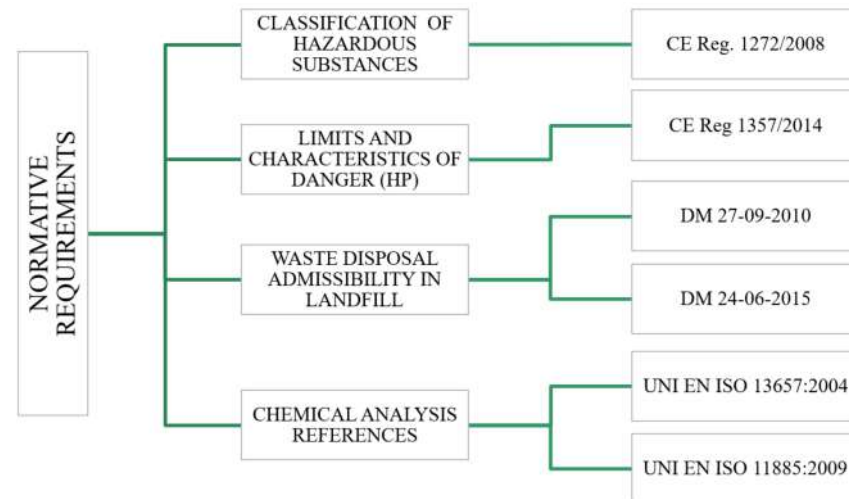 NORMATIVE
REQUIREMENTS
CLASSIFICATION OF
HAZARDOUS
SUBSTANCES
CE Reg. 1272/2008
LIMITS AND
CHARACTERISTICS OF
DANGER (HP)
CE Reg 1357/2014
WASTE DISPOSAL
ADMISSIBILITY IN
LANDFILL
DM 27-09-2010
DM 24-06-2015
CHEMICAL ANALYSIS
REFERENCES
UNI EN ISO 13657:2004
UNI EN ISO 11885:2009